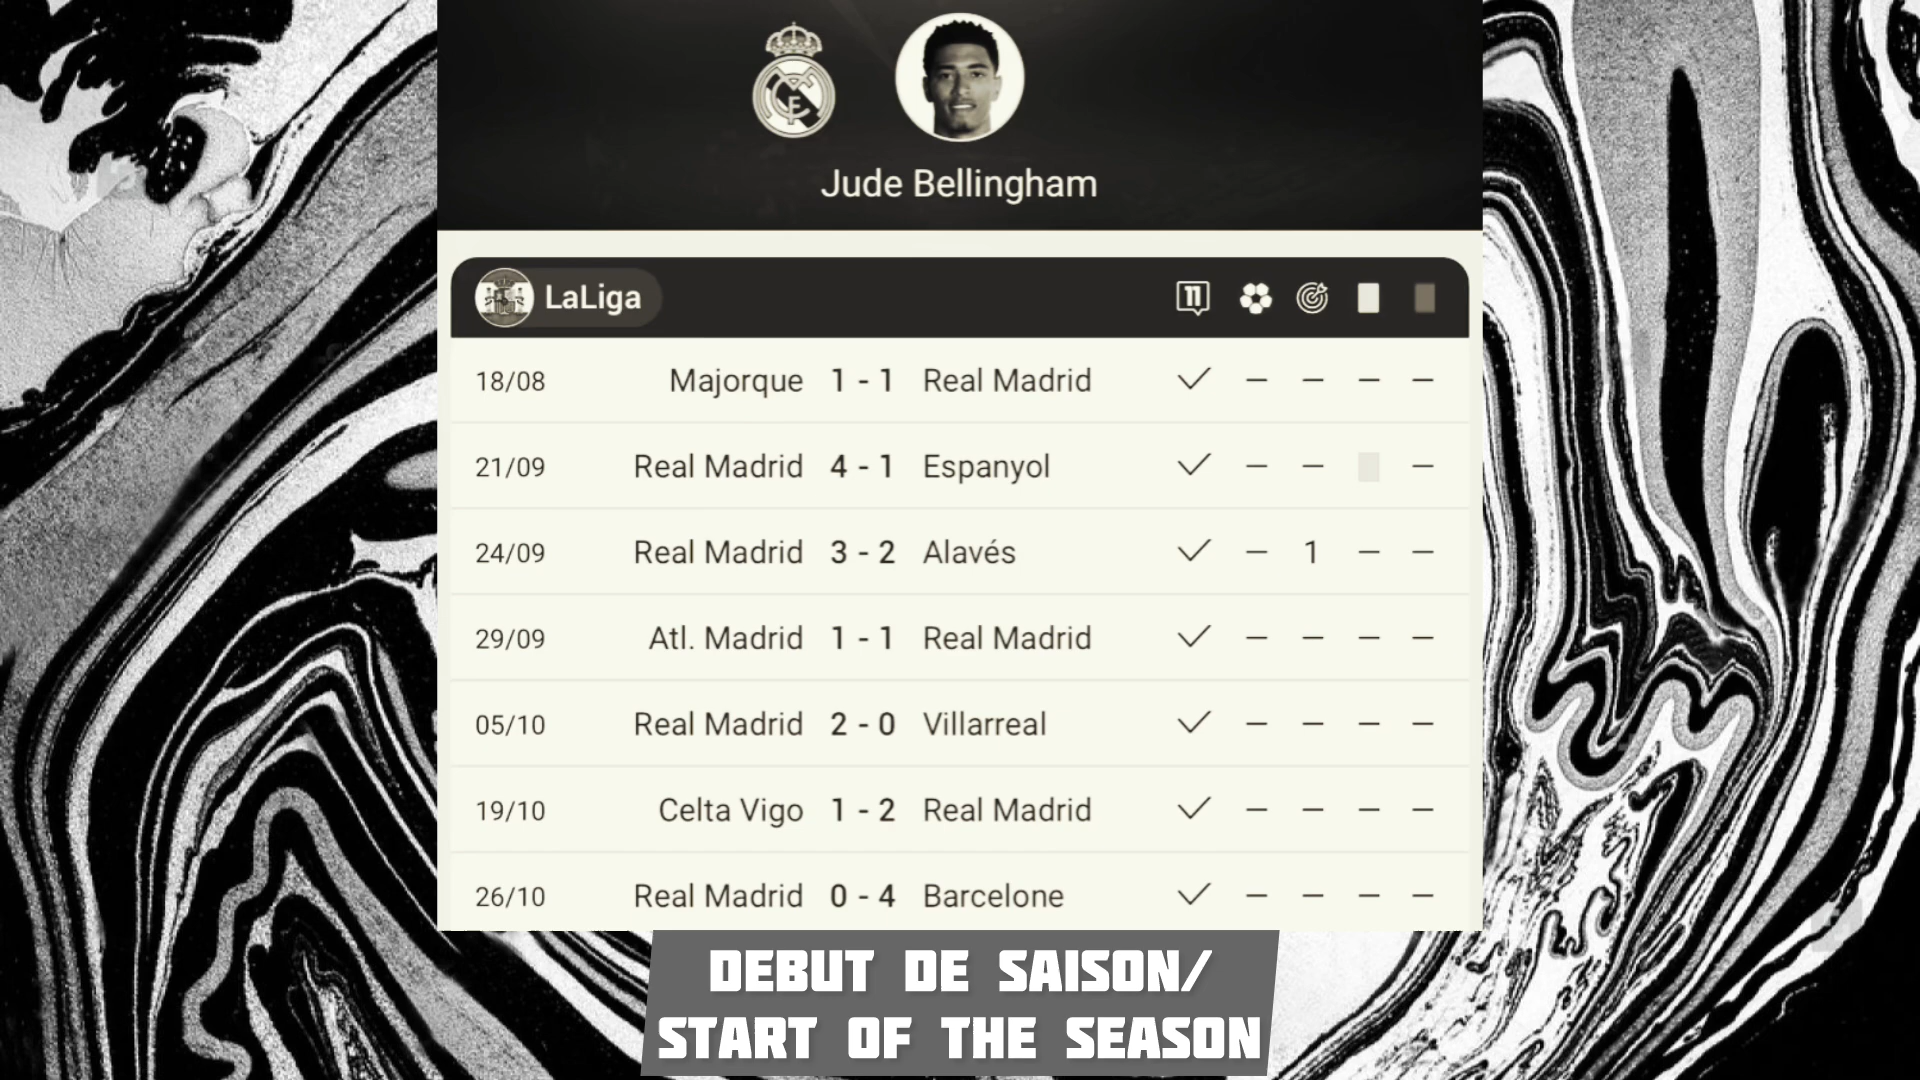 Jude Bellingham
LaLiga 11
18/08 Majorque 1 - 1 Real Madrid ✓ – – – –
21/09 Real Madrid 4 - 1 Espanyol ✓ – – –
24/09 Real Madrid 3 - 2 Alavés ✓ – 1 – –
29/09 Atl. Madrid 1 - 1 Real Madrid ✓ – – – –
05/10 Real Madrid 2 - 0 Villarreal ✓ – – – –
19/10 Celta Vigo 1 - 2 Real Madrid ✓ – – – –
26/10 Real Madrid 0 - 4 Barcelone ✓ – – – –
DEBUT DE SAISON/
START OF THE SEASON